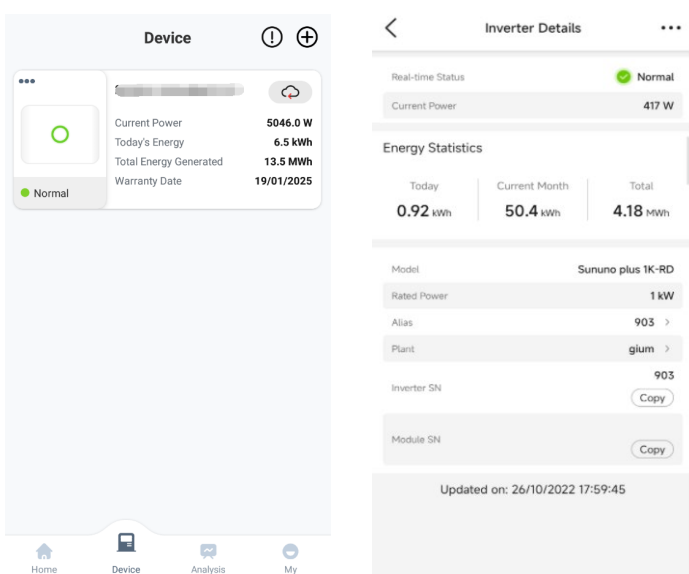 Device
Current Power 5046.0 W
Today's Energy 6.5 kWh
Total Energy Generated 13.5 MWh
Warranty Date 19/01/2025
Normal
Home Device Analysis My
Inverter Details
Real-time Status Normal
Current Power 417 W
Energy Statistics
Today Current Month Total
0.92 kWh 50.4 kWh 4.18 MWh
Model Sununo plus 1K-RD
Rated Power 1 kW
Alias 903 >
Plant gium >
Inverter SN 903
Copy
Module SN
Copy
Updated on: 26/10/2022 17:59:45